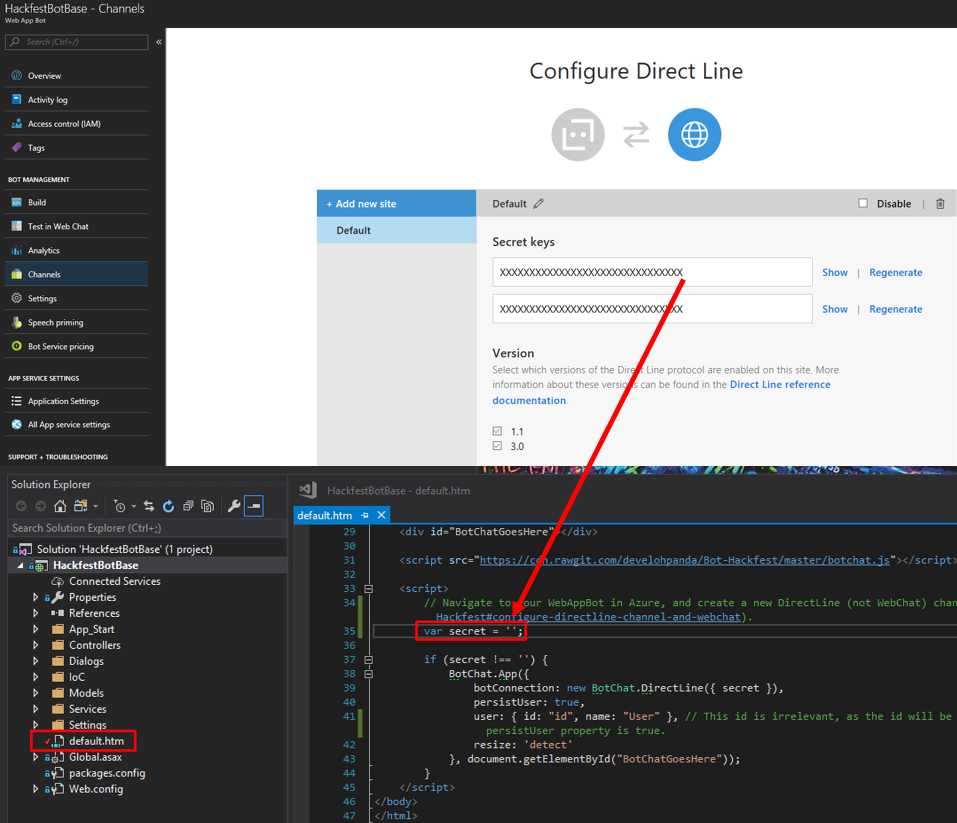 HackfestBotBase - Channels
Web App Bot
Search (Ctrl+/)
«
Overview
Activity log
Access control (IAM)
Tags
BOT MANAGEMENT
Build
Test in Web Chat
Analytics
Channels
Settings
Speech priming
Bot Service pricing
APP SERVICE SETTINGS
Application Settings
All App service settings
SUPPORT + TROUBLESHOOTING
Configure Direct Line
+ Add new site
Default
Default
Disable
Secret keys
XXXXXXXXXXXXXXXXXXXXXXXXXXXXXXX
Show | Regenerate
XXXXXXXXXXXXXXXXXXXXXXXXXXXXXXX
Show | Regenerate
Version
Select which versions of the Direct Line protocol are enabled on this site. More
information about these versions can be found in the Direct Line reference
documentation.
1.1
3.0
Solution Explorer
Search Solution Explorer (Ctrl+;)
Solution 'HackfestBotBase' (1 project)
HackfestBotBase
Connected Services
Properties
References
App_Start
Controllers
Dialogs
IoC
Models
Services
Settings
default.htm
Global.asax
packages.config
Web.config
HackfestBotBase - default.htm
default.htm
29 <div id="BotChatGoesHere"></div>
30
31 <script src="https://cdn.rawgit.com/develohpanda/Bot-Hackfest/master/botchat.js"></script>
32
33 <script>
34 // Navigate to your WebAppBot in Azure, and create a new DirectLine (not WebChat) chan
Hackfest#configure-directline-channel-and-webchat).
35 var secret = '';
36
37 if (secret !== '') {
38 BotChat.App({
39 botConnection: new BotChat.DirectLine({ secret }),
40 persistUser: true,
41 user: { id: "id", name: "User" }, // This id is irrelevant, as the id will be
persistUser property is true.
42 resize: 'detect'
43 }, document.getElementById("BotChatGoesHere"));
44 }
45 </script>
46 </body>
47 </html>